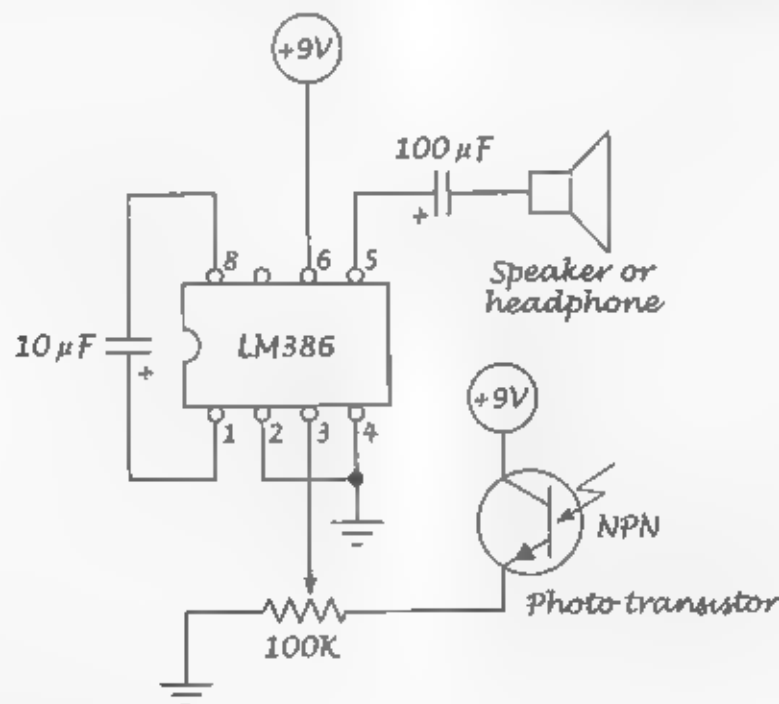 +9V
100 µF
8
6
5
Speaker or
headphone
10 µF
LM386
+
+
1
2
3
4
+9V
NPN
Photo transistor
100K